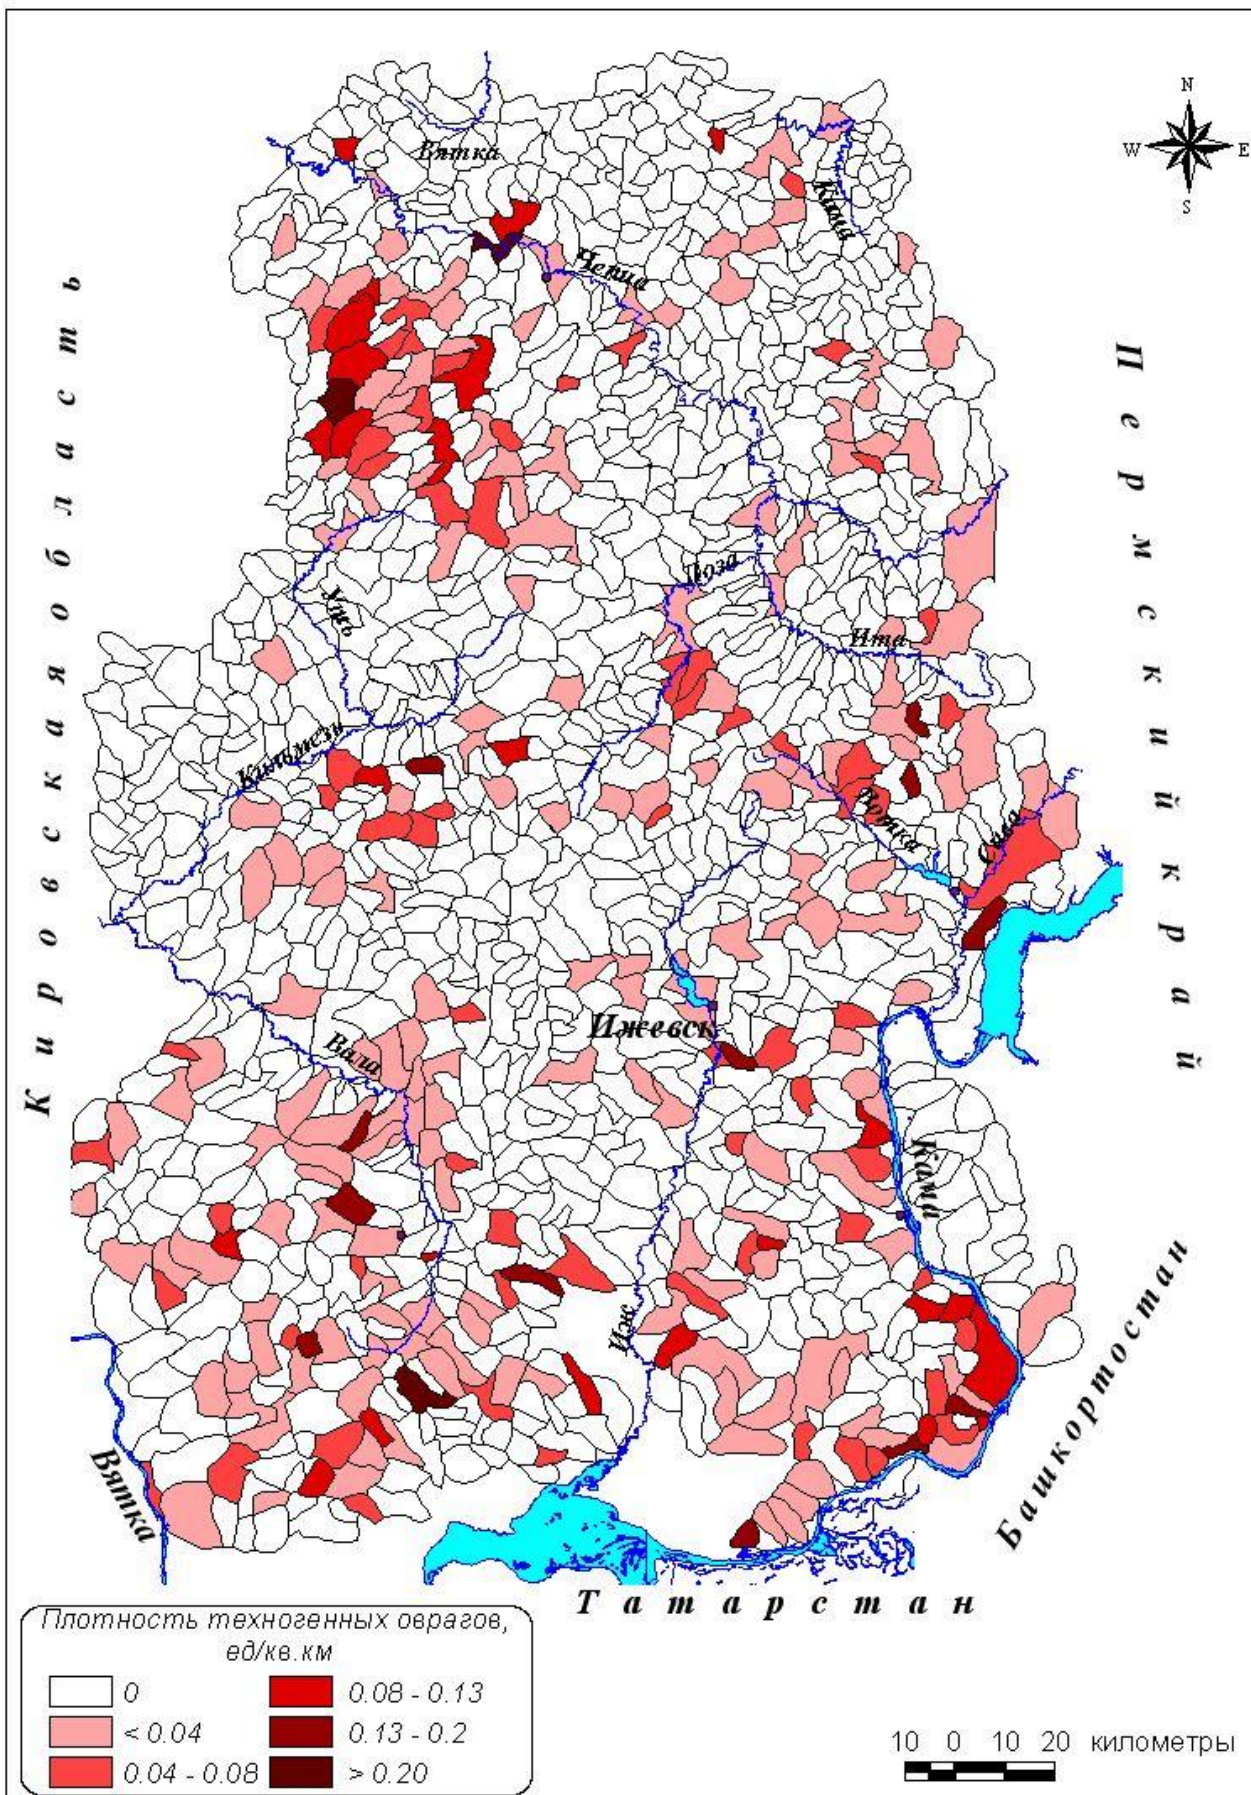 N
W E
S
Вятка
Кама
Чепца
Кировская область
Пермский край
Лоза
Ита
Уть
Кильмезь
Вотка
Сива
Ижевск
Вала
Кама
Иж
Башкортостан
Вятка
Татарстан
Плотность техногенных оврагов,
ед/кв.км
0 0.08 - 0.13
< 0.04 0.13 - 0.2
0.04 - 0.08 > 0.20
10 0 10 20 километры